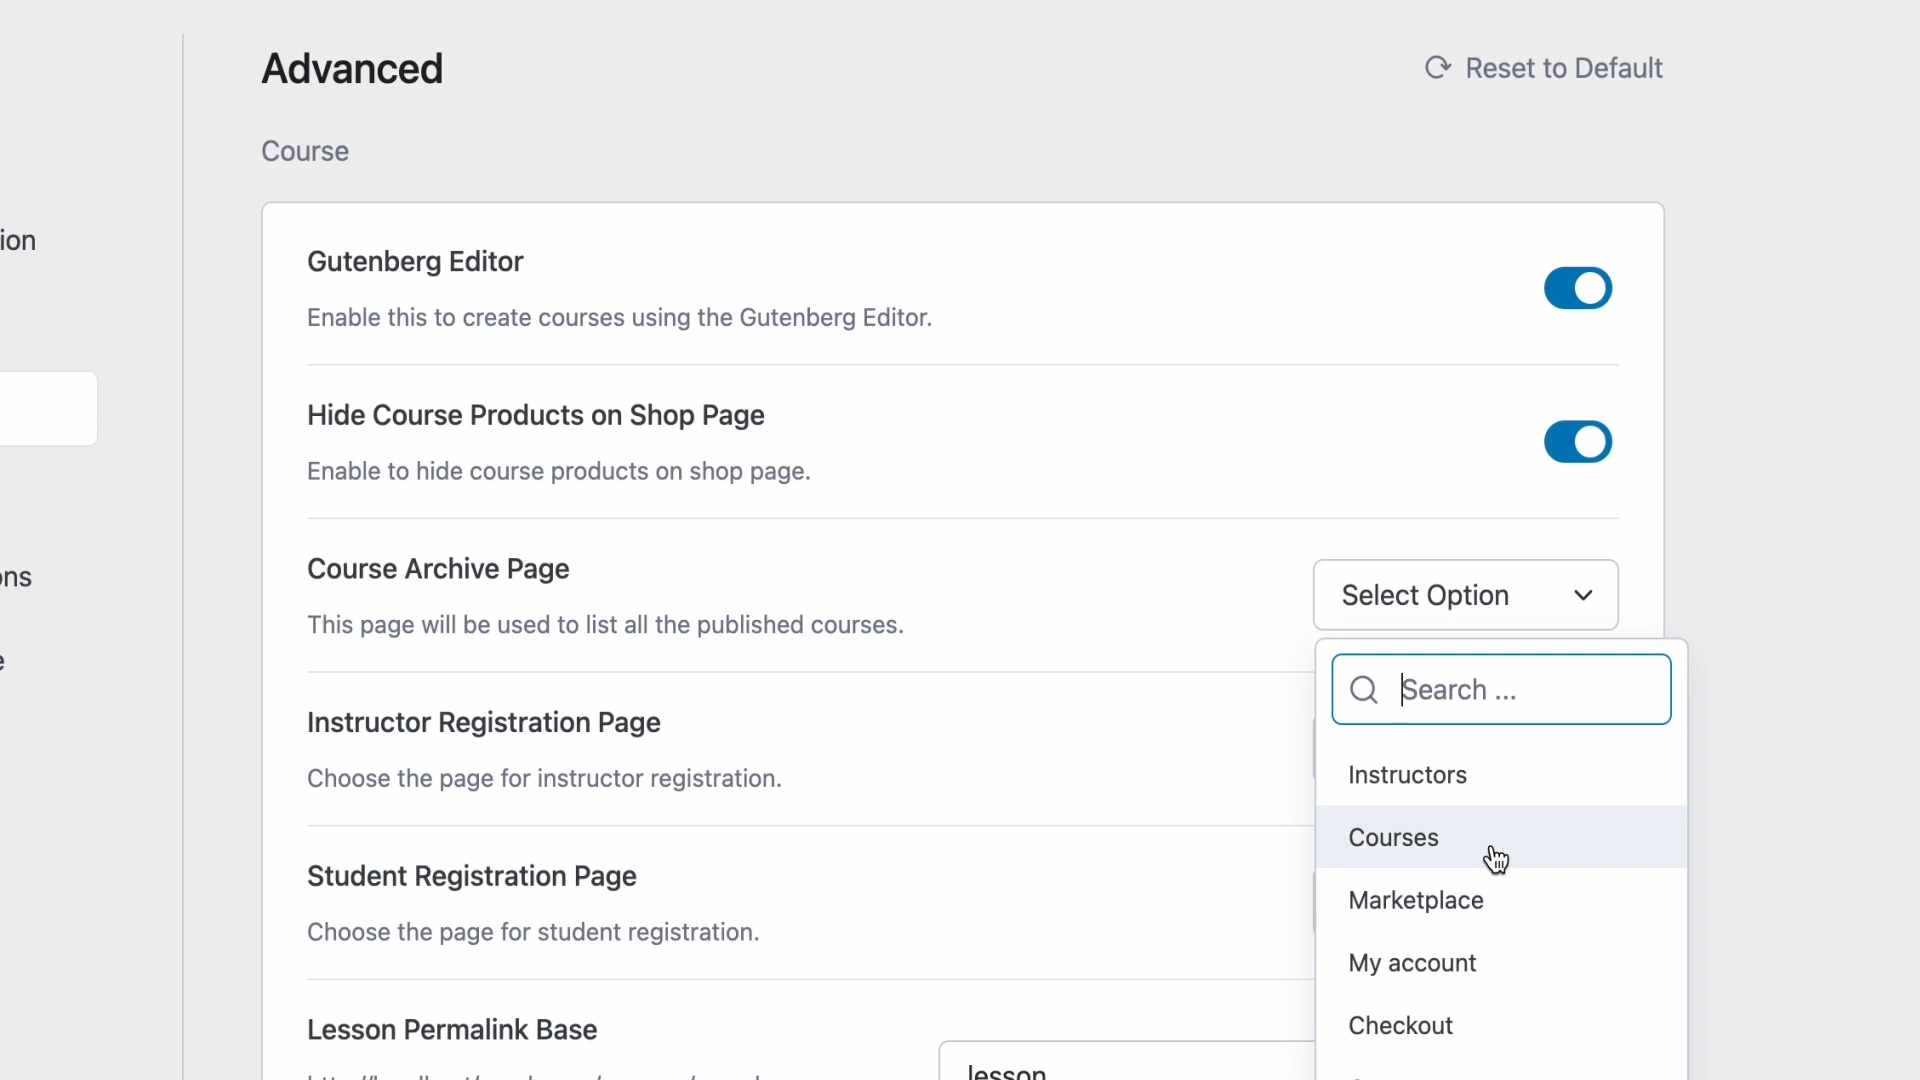 Advanced
Reset to Default
Course
ion
Gutenberg Editor
Enable this to create courses using the Gutenberg Editor.
Hide Course Products on Shop Page
Enable to hide course products on shop page.
Course Archive Page
Select Option
This page will be used to list all the published courses.
ons
e
Search ...
Instructor Registration Page
Choose the page for instructor registration.
Instructors
Courses
Marketplace
My account
Checkout
Student Registration Page
Choose the page for student registration.
Lesson Permalink Base
lesson